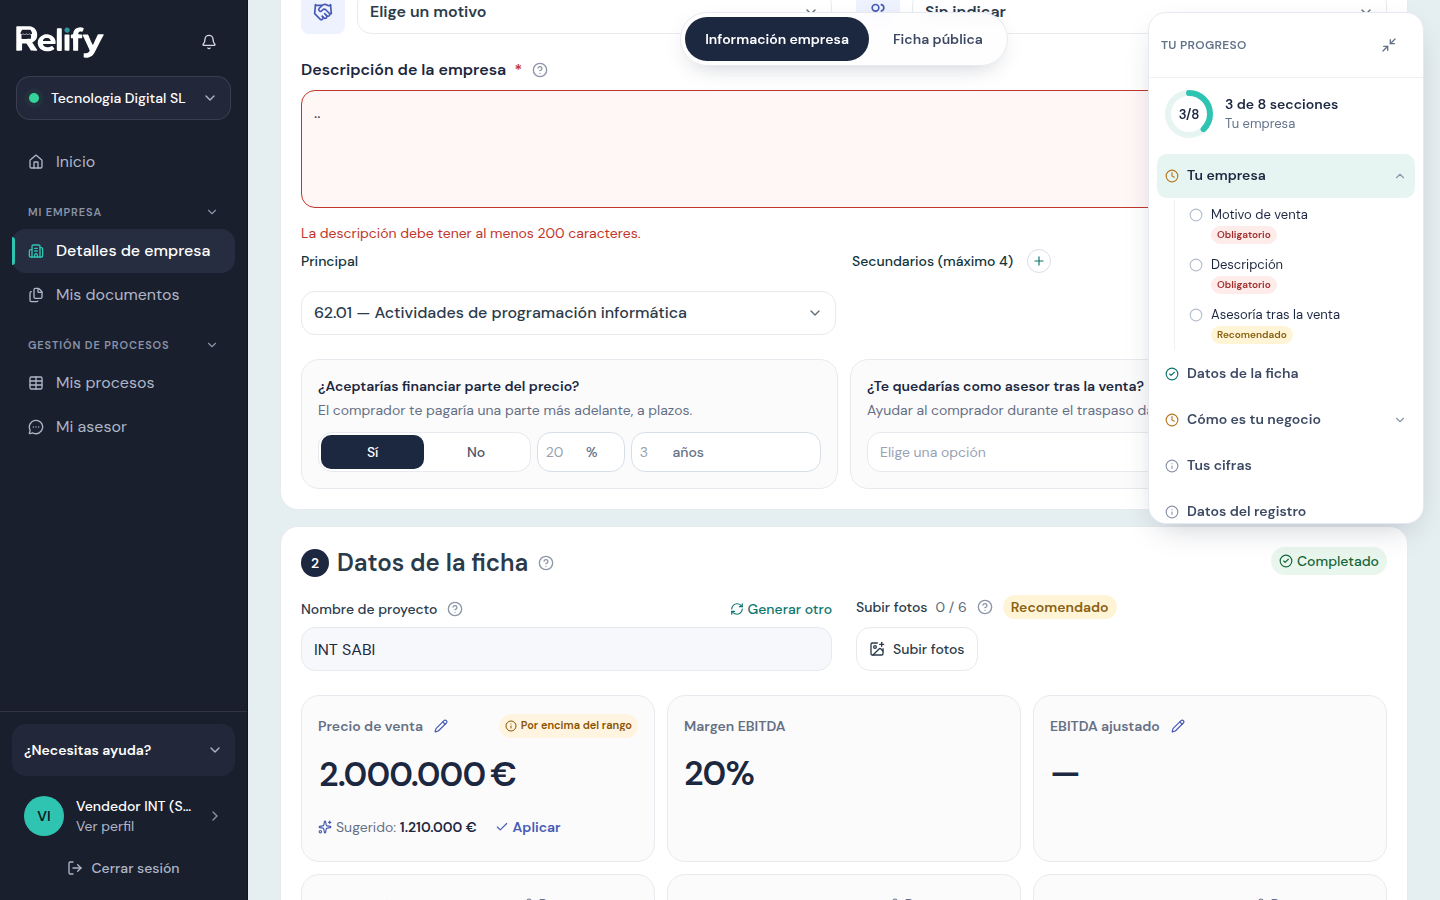 Relify
Tecnologia Digital SL
Inicio
MI EMPRESA
Detalles de empresa
Mis documentos
GESTIÓN DE PROCESOS
Mis procesos
Mi asesor
¿Necesitas ayuda?
VI
Vendedor INT (S...
Ver perfil
Cerrar sesión
Elige un motivo
Sin indicar
Información empresa
Ficha pública
Descripción de la empresa *
..
La descripción debe tener al menos 200 caracteres.
Principal
Secundarios (máximo 4)
62.01 — Actividades de programación informática
¿Aceptarías financiar parte del precio?
El comprador te pagaría una parte más adelante, a plazos.
Sí
No
20 %
3 años
¿Te quedarías como asesor tras la venta?
Ayudar al comprador durante el traspaso
Elige una opción
2 Datos de la ficha
Completado
Nombre de proyecto
Generar otro
INT SABI
Subir fotos 0 / 6
Recomendado
Subir fotos
Precio de venta
Por encima del rango
2.000.000 €
Sugerido: 1.210.000 €
Aplicar
Margen EBITDA
20%
EBITDA ajustado
—
TU PROGRESO
3/8
3 de 8 secciones
Tu empresa
Tu empresa
Motivo de venta
Obligatorio
Descripción
Obligatorio
Asesoría tras la venta
Recomendado
Datos de la ficha
Cómo es tu negocio
Tus cifras
Datos del registro